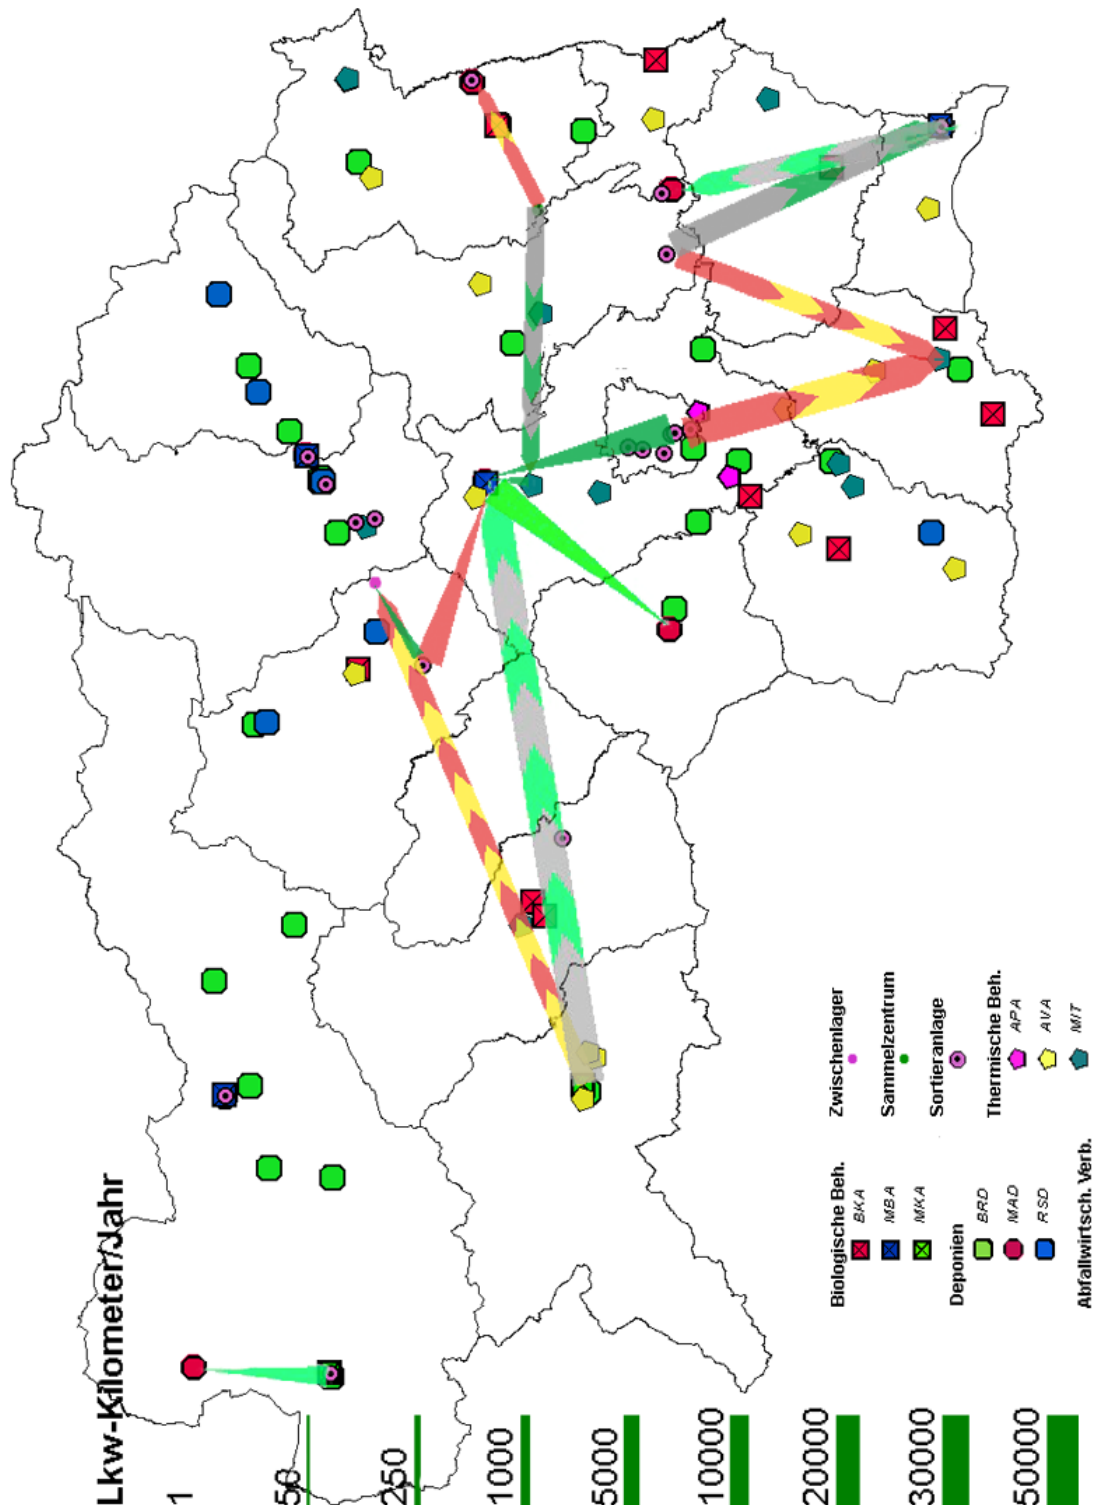 Lkw-Kilometer/Jahr
1
50
250
1000
5000
10000
20000
30000
50000
Biologische Beh.
BKA
MBA
MKA
Deponien
BRD
MAD
RSD
Abfallwirtsch. Verb.
Zwischenlager
Sammelzentrum
Sortieranlage
Thermische Beh.
APA
AVA
MIT